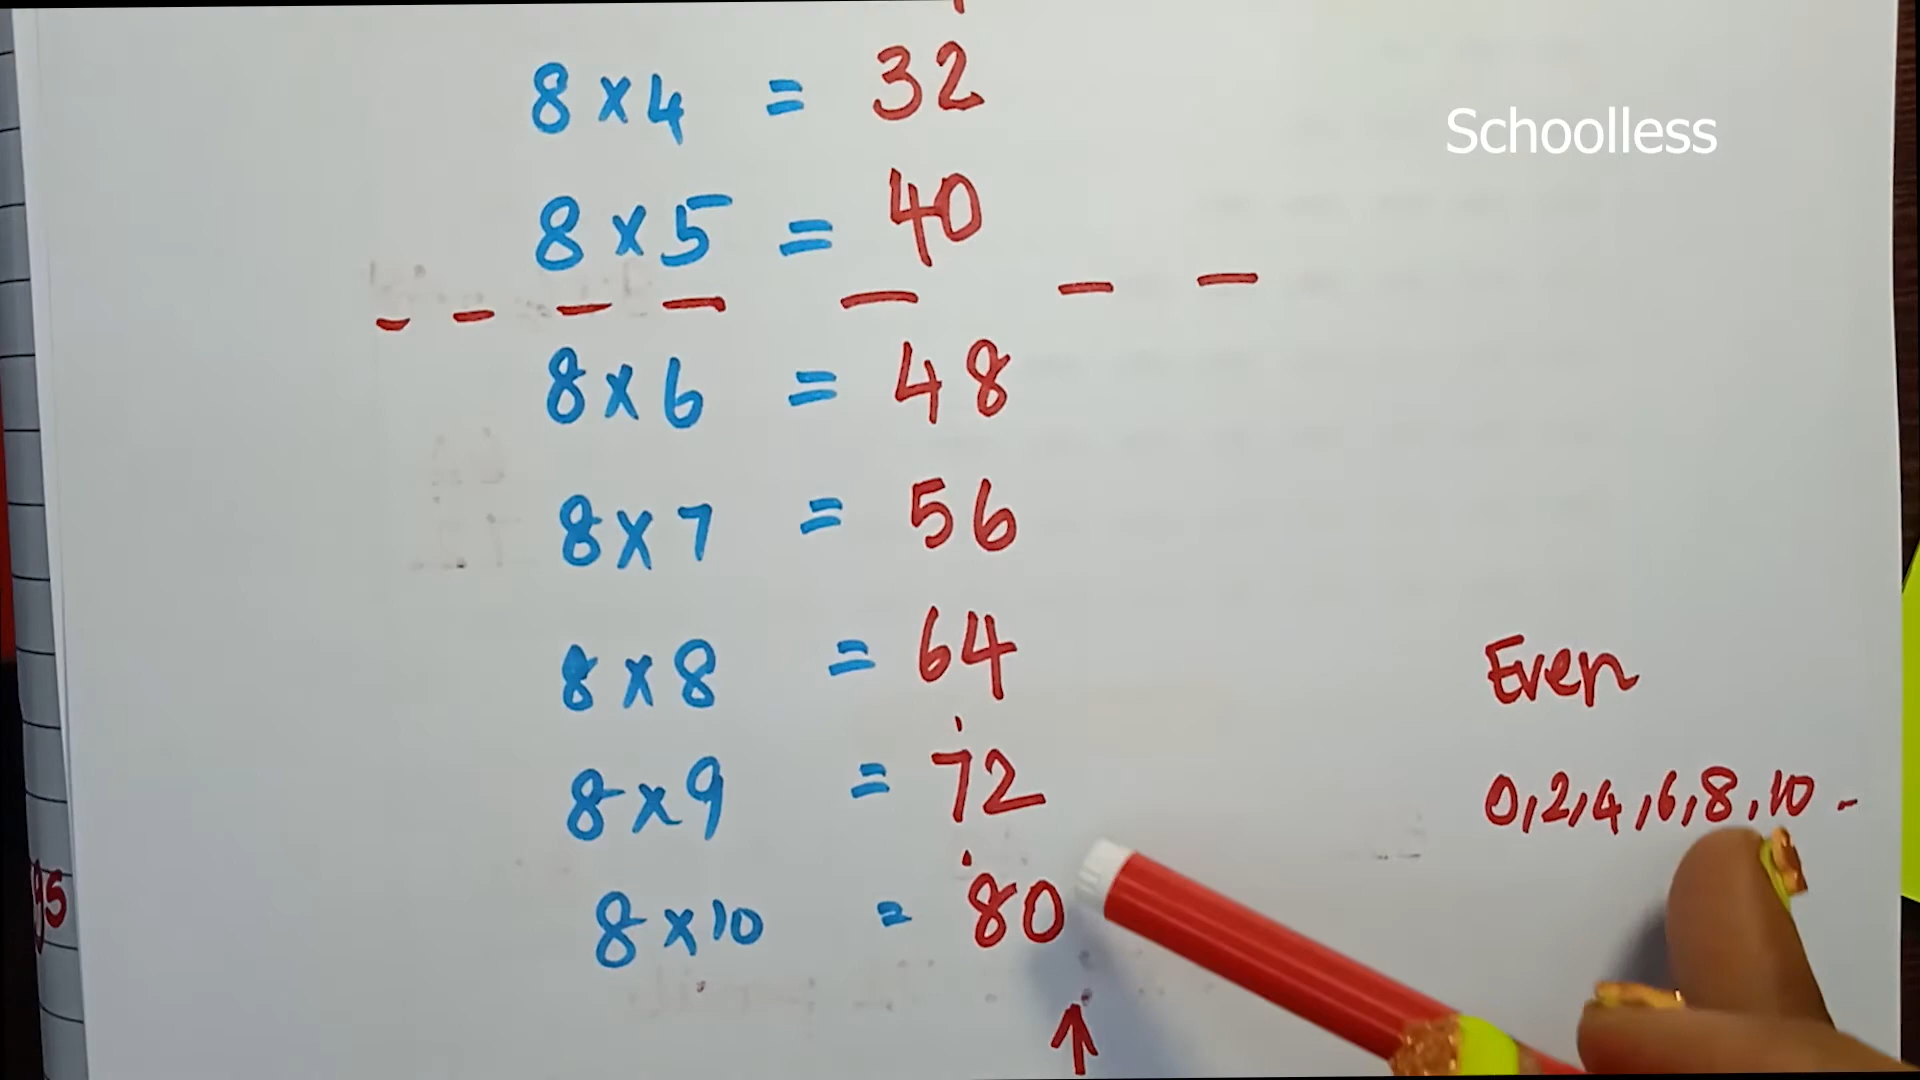 8 × 4 = 32
Schoolless
8 × 5 = 40
8 × 6 = 48
8 × 7 = 56
8 × 8 = 64
Even
8 × 9 = 72
0, 2, 4, 6, 8, 10 -
8 × 10 = 80